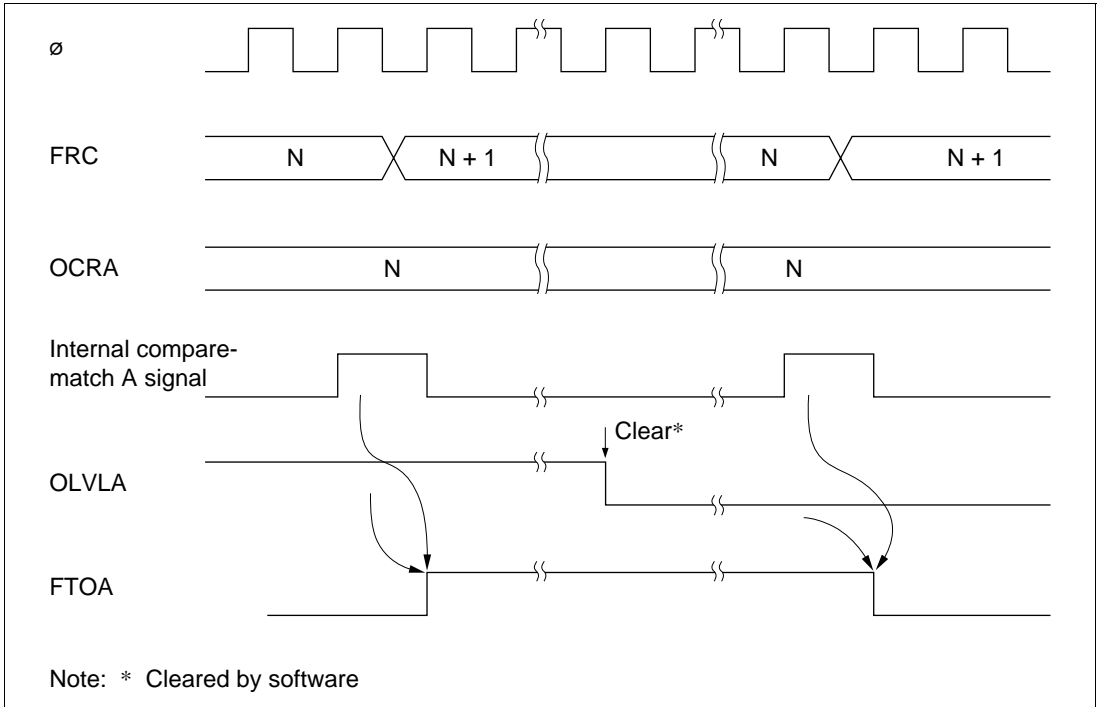 ø
FRC N N + 1 N N + 1
OCRA N N
Internal compare-
match A signal
Clear*
OLVLA
FTOA
Note: * Cleared by software